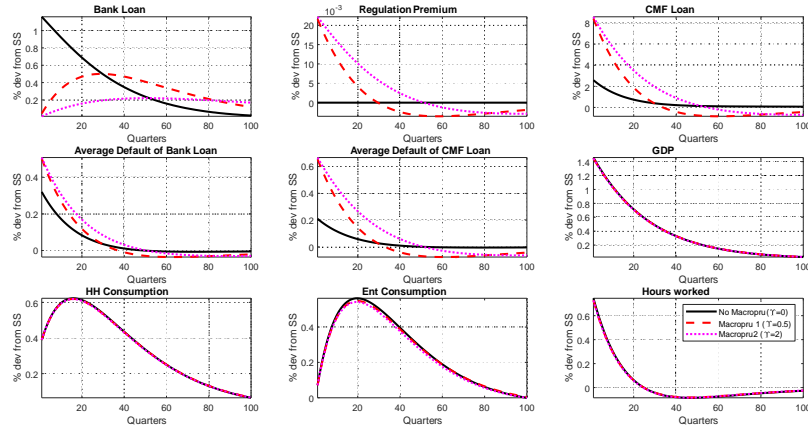 Bank Loan
% dev from SS
1
0.8
0.6
0.4
0.2
20 40 60 80 100
Quarters
Regulation Premium
×10⁻³
% dev from SS
20
15
10
5
0
20 40 60 80 100
Quarters
CMF Loan
% dev from SS
8
6
4
2
0
20 40 60 80 100
Quarters
Average Default of Bank Loan
% dev from SS
0.4
0.2
0
20 40 60 80 100
Quarters
Average Default of CMF Loan
% dev from SS
0.6
0.4
0.2
0
20 40 60 80 100
Quarters
GDP
% dev from SS
1.4
1.2
1
0.8
0.6
0.4
0.2
20 40 60 80 100
Quarters
HH Consumption
% dev from SS
0.6
0.4
0.2
20 40 60 80 100
Quarters
Ent Consumption
% dev from SS
0.4
0.2
0
20 40 60 80 100
Quarters
Hours worked
% dev from SS
0.6
0.4
0.2
0
20 40 60 80 100
Quarters
No Macropru (ϒ=0)
Macropru 1 (ϒ=0.5)
Macropru2 (ϒ=2)